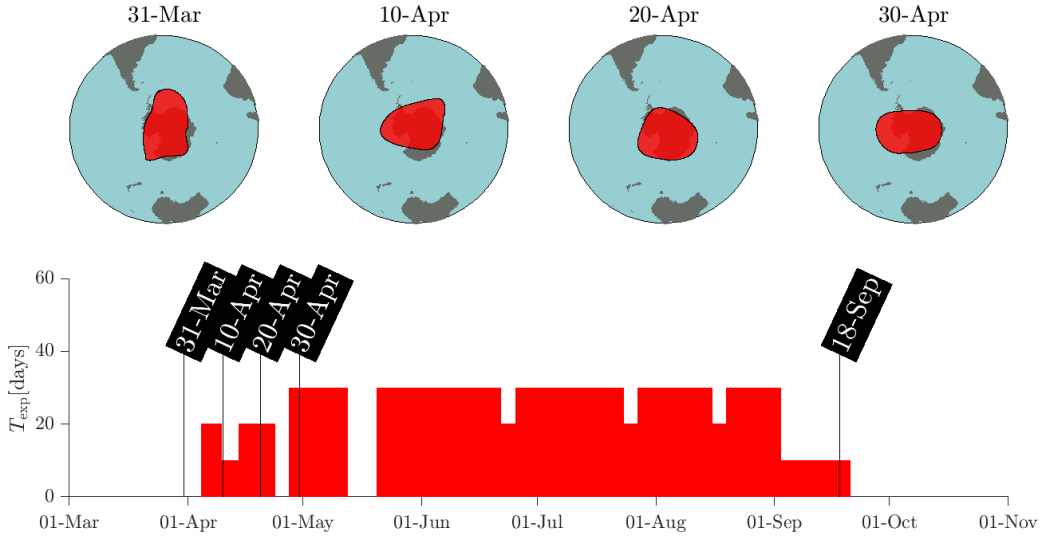 31-Mar 10-Apr 20-Apr 30-Apr
31-Mar
10-Apr
20-Apr
30-Apr
18-Sep
60
40
20
0
T_exp[days]
01-Mar 01-Apr 01-May 01-Jun 01-Jul 01-Aug 01-Sep 01-Oct 01-Nov